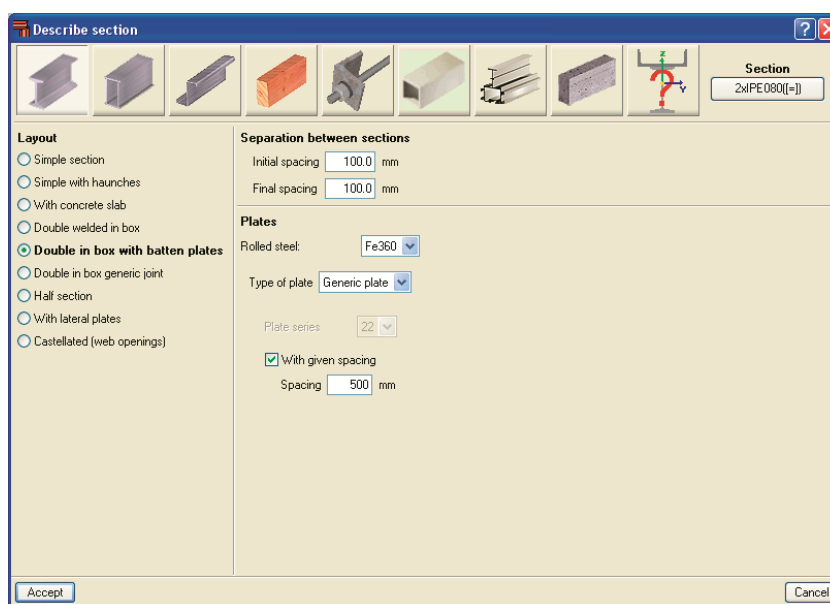 Describe section
Section
2xIPE080([=])
Z
Y
Layout
Simple section
Simple with haunches
With concrete slab
Double welded in box
Double in box with batten plates
Double in box generic joint
Half section
With lateral plates
Castellated (web openings)
Separation between sections
Initial spacing 100.0 mm
Final spacing 100.0 mm
Plates
Rolled steel: Fe360
Type of plate Generic plate
Plate series 22
With given spacing
Spacing 500 mm
Accept
Cancel